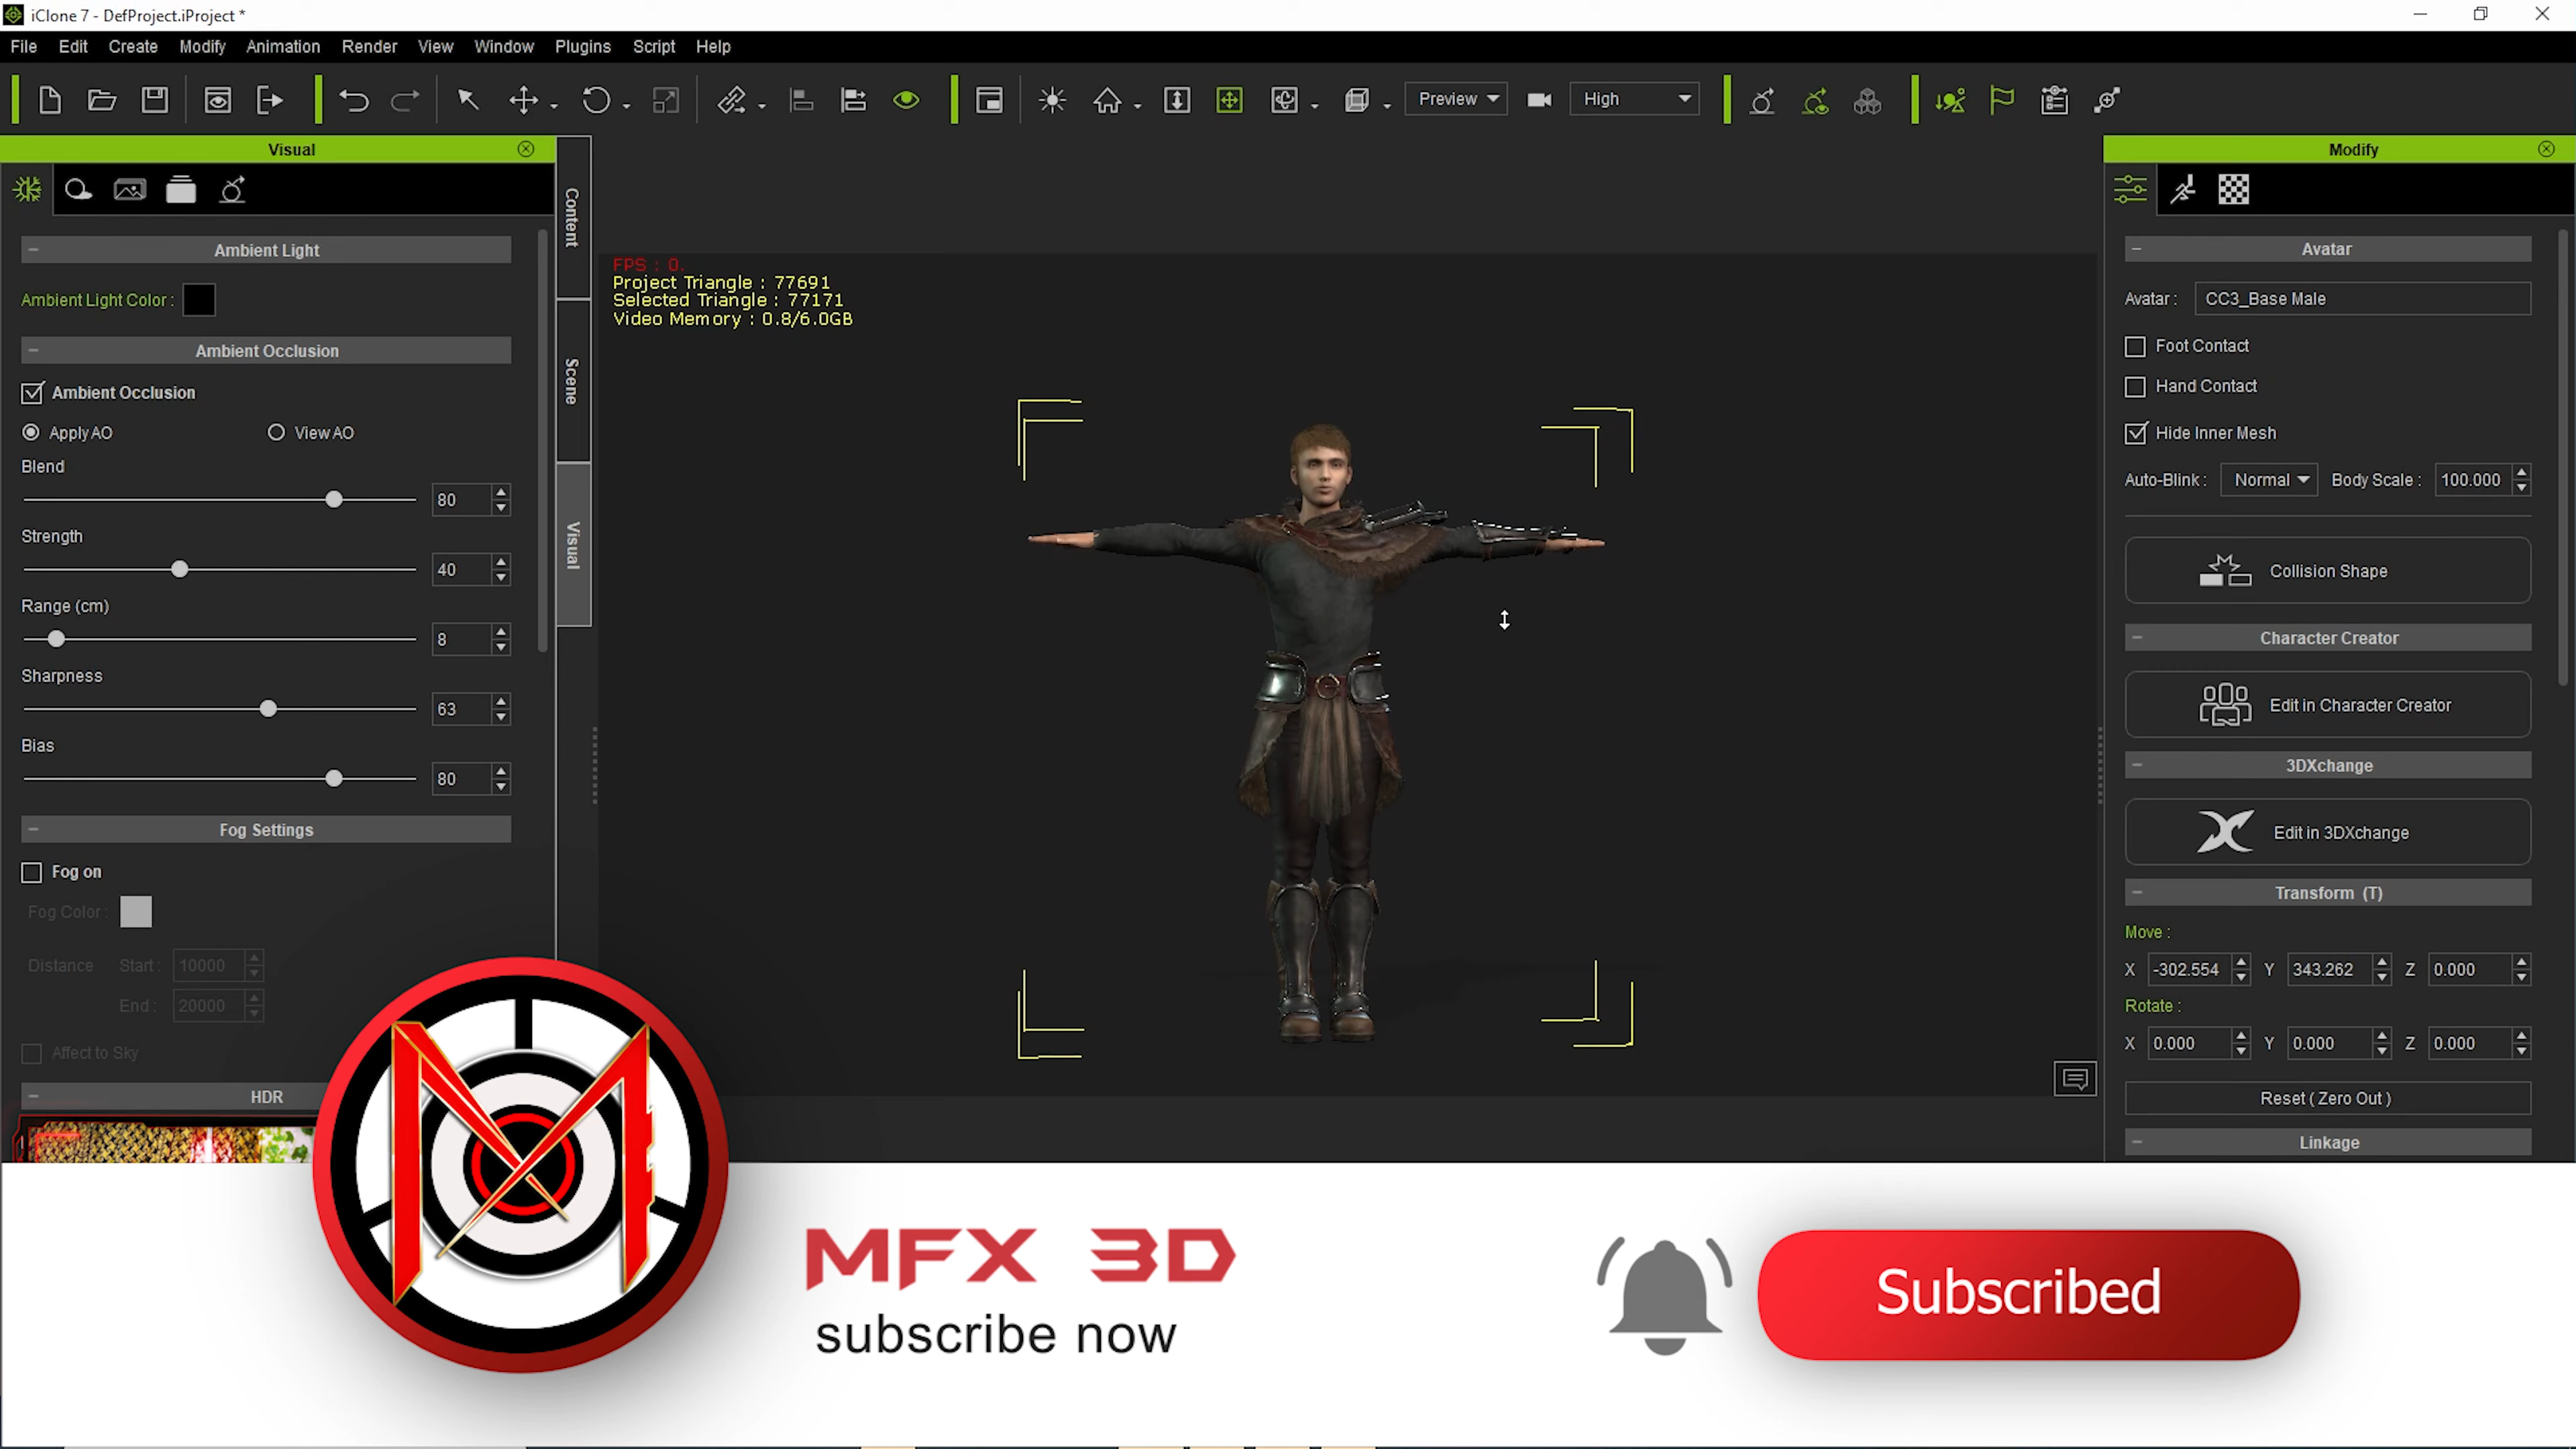 iClone 7 - DefProject.iProject *
File Edit Create Modify Animation Render View Window Plugins Script Help
Preview High
Visual
Content
Scene
Visual
Ambient Light
Ambient Light Color :
Ambient Occlusion
Ambient Occlusion
Apply AO View AO
Blend
80
Strength
40
Range (cm)
8
Sharpness
63
Bias
80
Fog Settings
Fog on
Fog Color :
Distance Start : 10000
End : 20000
Affect to Sky
HDR
FPS : 0.
Project Triangle : 77691
Selected Triangle : 77171
Video Memory : 0.8/6.0GB
Modify
Avatar
Avatar : CC3_Base Male
Foot Contact
Hand Contact
Hide Inner Mesh
Auto-Blink : Normal Body Scale : 100.000
Collision Shape
Character Creator
Edit in Character Creator
3DXchange
Edit in 3DXchange
Transform (T)
Move :
X -302.554 Y 343.262 Z 0.000
Rotate :
X 0.000 Y 0.000 Z 0.000
Reset ( Zero Out )
Linkage
MFX 3D
subscribe now
Subscribed